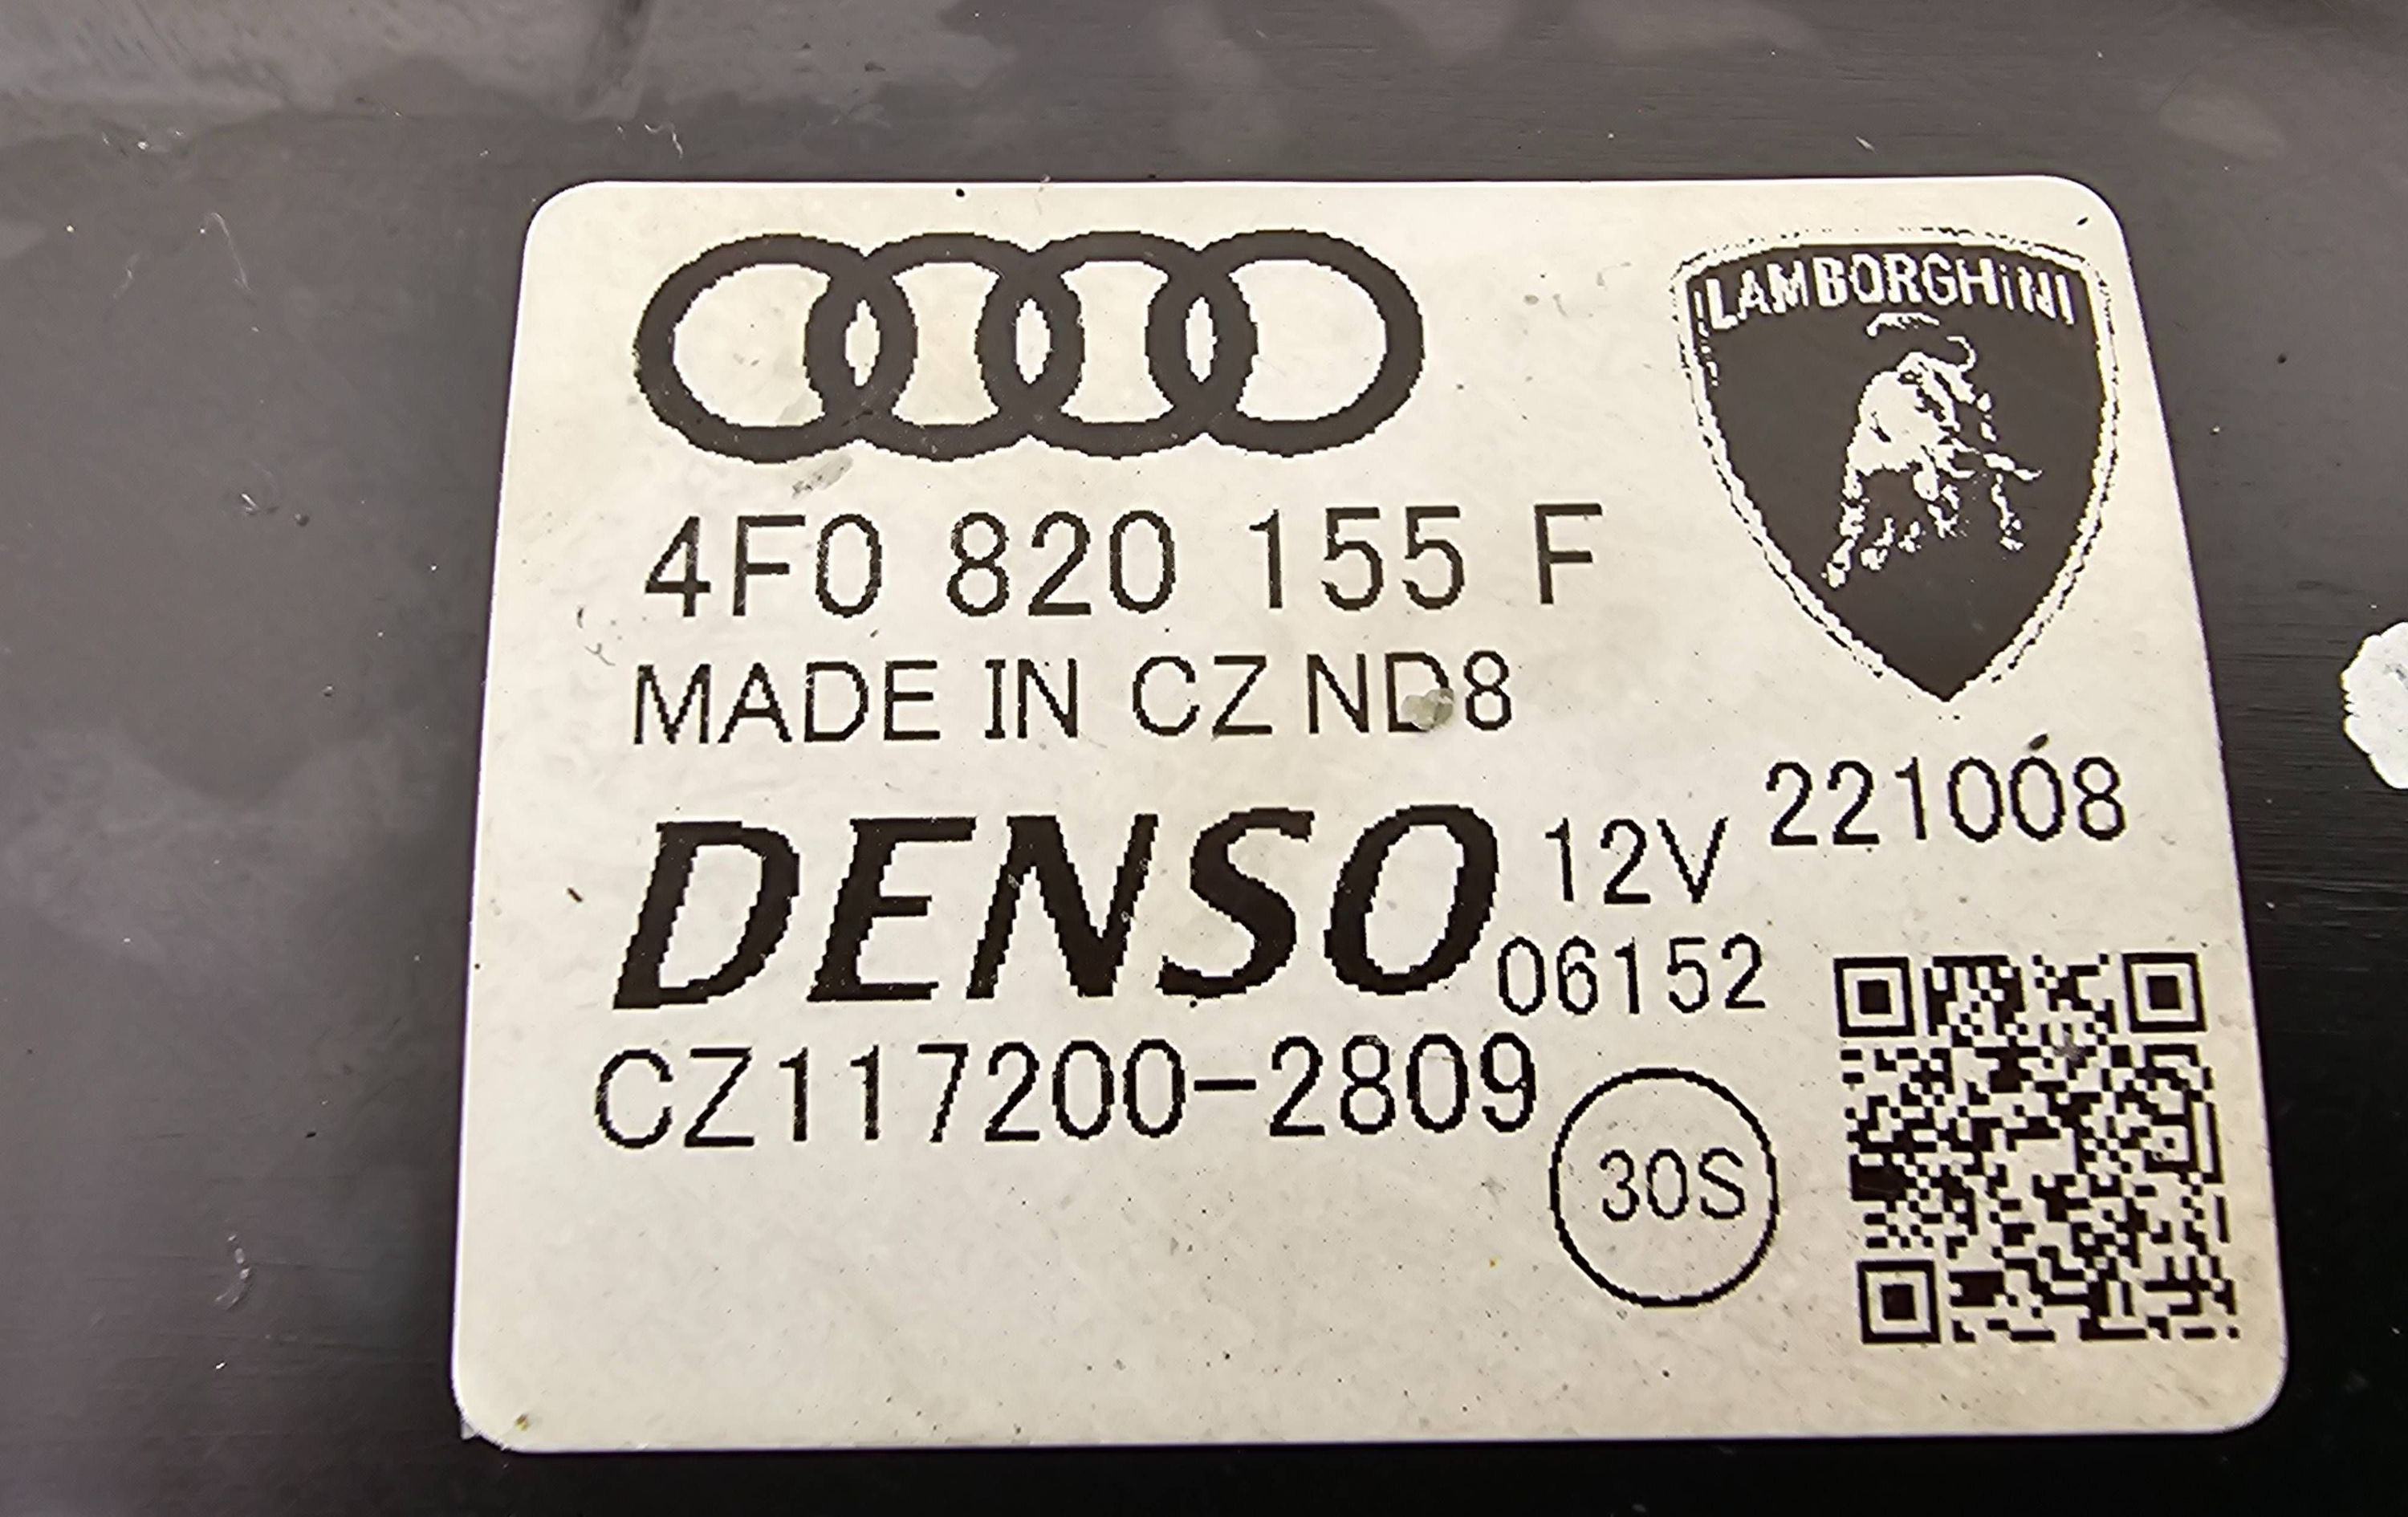 LAMBORGHiNI
4F0 820 155 F
MADE IN CZ ND8
221008
DENSO 12V
06152
CZ117200-2809
30S